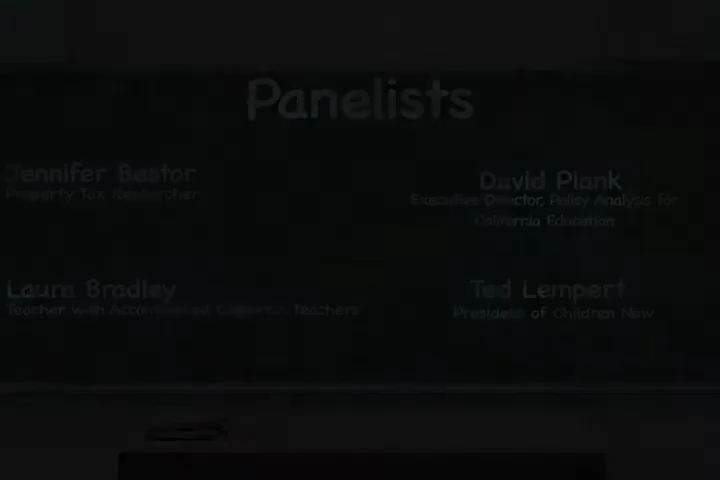 Panelists
Jennifer Bestor
Property Tax Researcher
David Plank
Executive Director, Policy Analysis for
California Education
Laura Bradley
Teacher with Accomplished California Teachers
Ted Lempert
President of Children Now